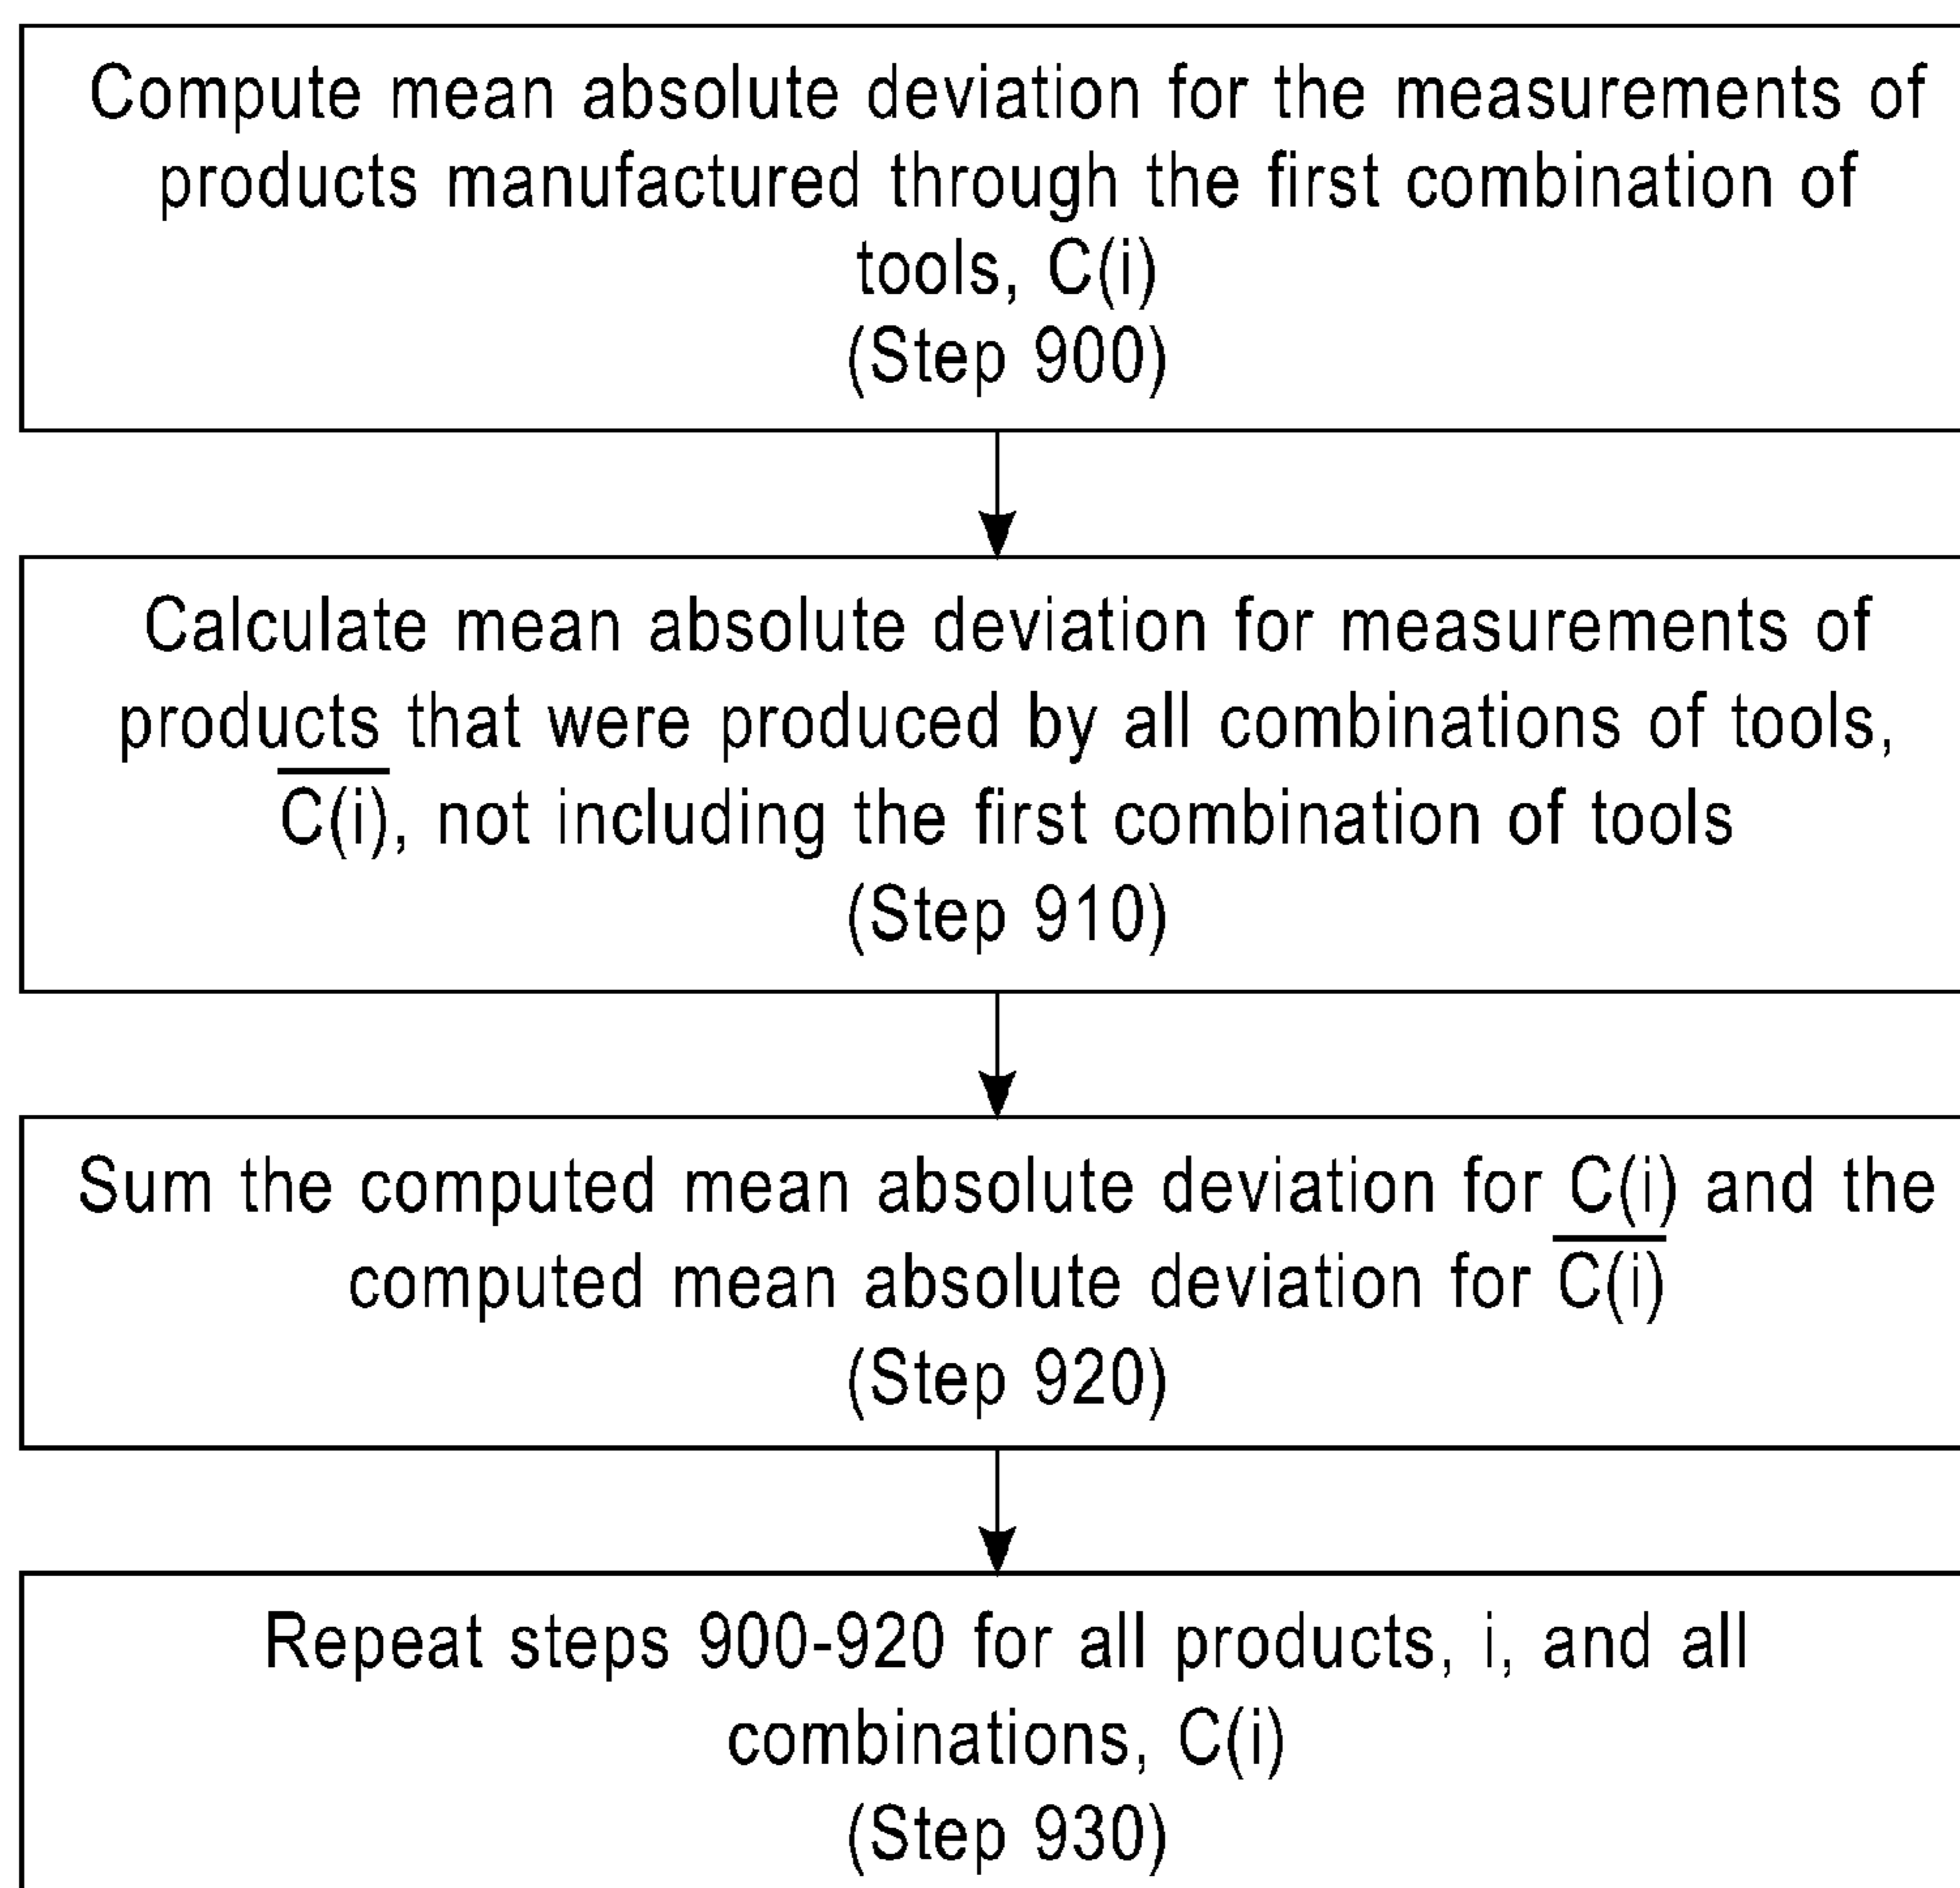 Compute mean absolute deviation for the measurements of
products manufactured through the first combination of
tools, C(i)
(Step 900)
Calculate mean absolute deviation for measurements of
products that were produced by all combinations of tools,
C̅(̅i̅)̅, not including the first combination of tools
(Step 910)
Sum the computed mean absolute deviation for C(i) and the
computed mean absolute deviation for C̅(̅i̅)̅
(Step 920)
Repeat steps 900-920 for all products, i, and all
combinations, C(i)
(Step 930)